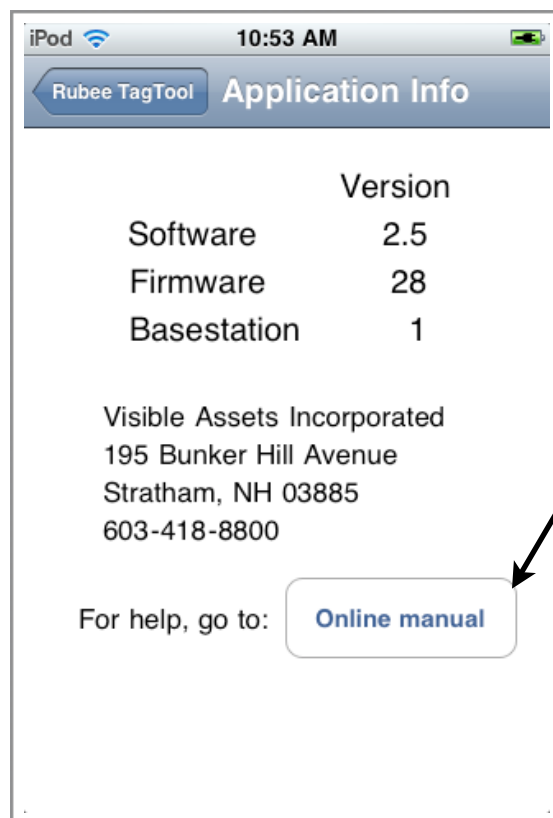 iPod 10:53 AM
Rubee TagTool Application Info
Version
Software 2.5
Firmware 28
Basestation 1
Visible Assets Incorporated
195 Bunker Hill Avenue
Stratham, NH 03885
603-418-8800
For help, go to: Online manual